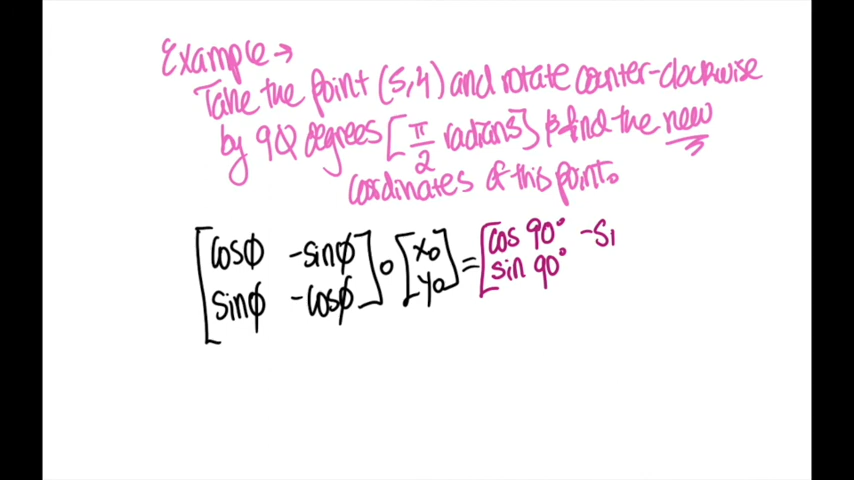 Example →
Take the point (5,4) and rotate counter-clockwise
by 90 degrees [π/2 radians] & find the new
coordinates of this point.
[cosϕ -sinϕ] ∘ [x₀] = [cos 90° -si
[sinϕ -cosϕ] [y₀] [sin 90°